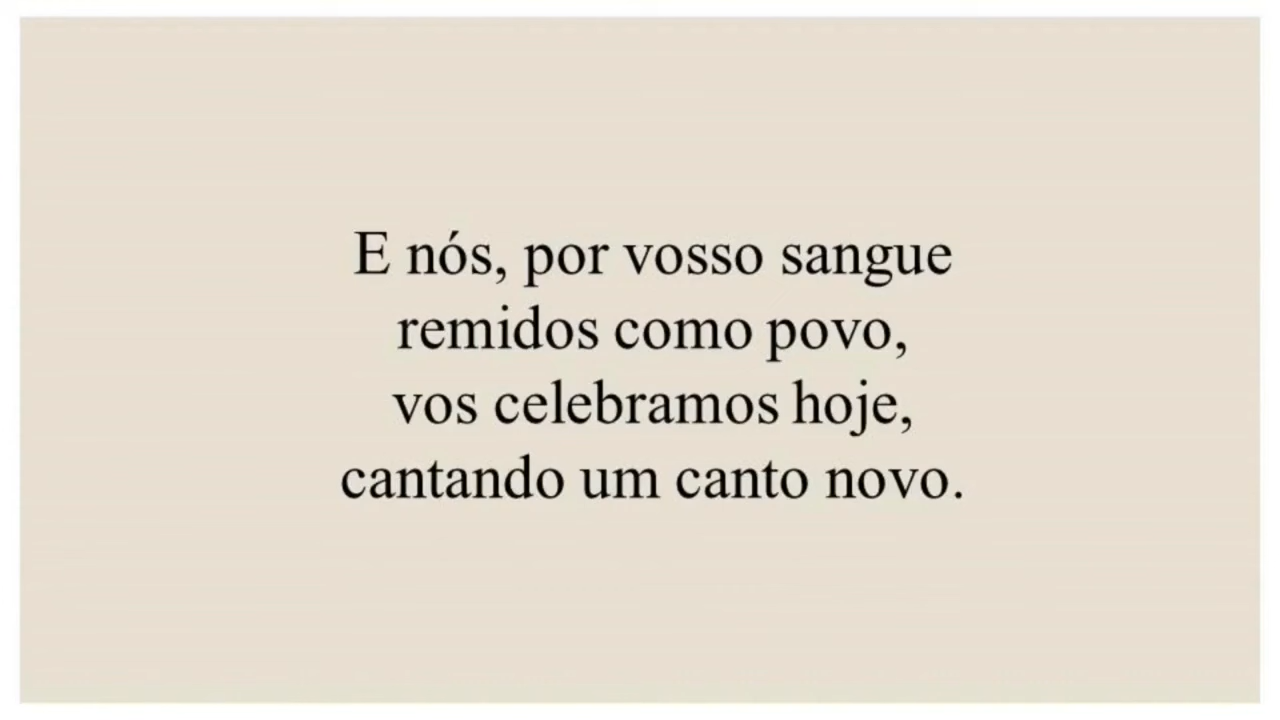 E nós, por vosso sangue
remidos como povo,
vos celebramos hoje,
cantando um canto novo.